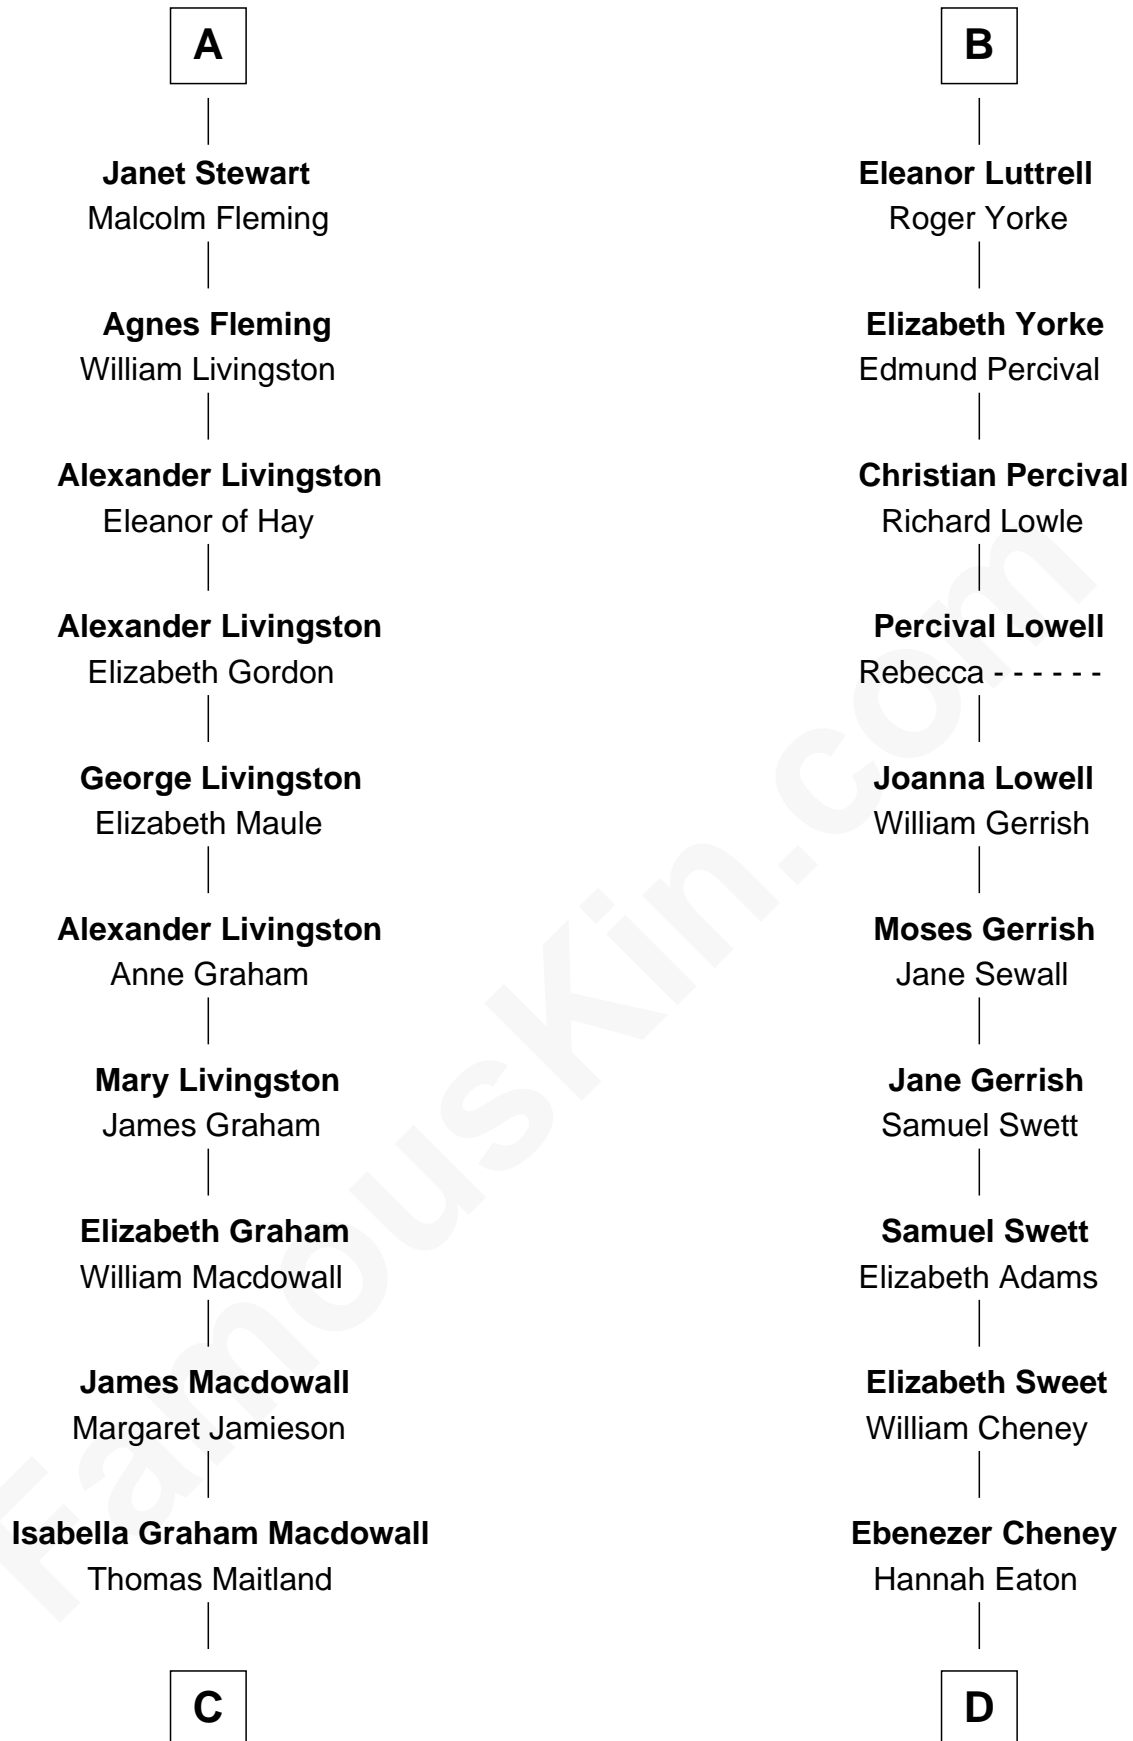 A
Janet Stewart
Malcolm Fleming
Agnes Fleming
William Livingston
Alexander Livingston
Eleanor of Hay
Alexander Livingston
Elizabeth Gordon
George Livingston
Elizabeth Maule
Alexander Livingston
Anne Graham
Mary Livingston
James Graham
Elizabeth Graham
William Macdowall
James Macdowall
Margaret Jamieson
Isabella Graham Macdowall
Thomas Maitland
C
B
Eleanor Luttrell
Roger Yorke
Elizabeth Yorke
Edmund Percival
Christian Percival
Richard Lowle
Percival Lowell
Rebecca - - - - - -
Joanna Lowell
William Gerrish
Moses Gerrish
Jane Sewall
Jane Gerrish
Samuel Swett
Samuel Swett
Elizabeth Adams
Elizabeth Sweet
William Cheney
Ebenezer Cheney
Hannah Eaton
D
FamousKin.com